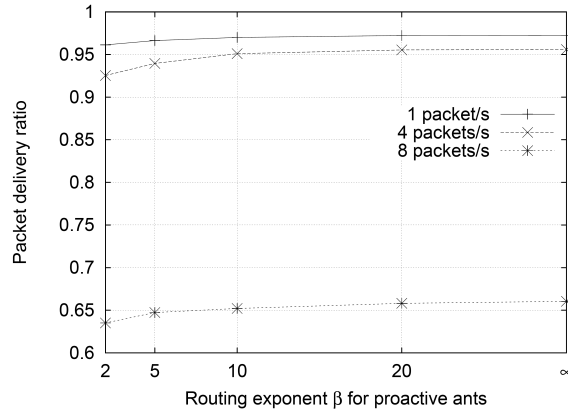 1
0.95
0.9
0.85
0.8
0.75
0.7
0.65
0.6
Packet delivery ratio
1 packet/s
4 packets/s
8 packets/s
2 5 10 20 ∞
Routing exponent β for proactive ants